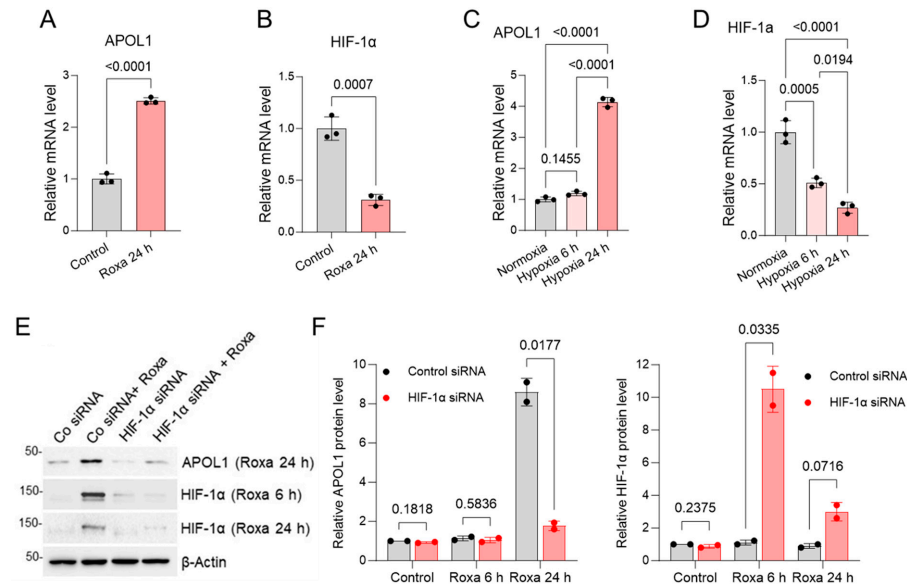 A
APOL1
Relative mRNA level
3
2
1
0
<0.0001
Control
Roxa 24 h
B
HIF-1α
Relative mRNA level
1.5
1.0
0.5
0.0
0.0007
Control
Roxa 24 h
C
APOL1
Relative mRNA level
5
4
3
2
1
0
<0.0001
<0.0001
0.1455
Normoxia
Hypoxia 6 h
Hypoxia 24 h
D
HIF-1a
Relative mRNA level
1.5
1.0
0.5
0.0
<0.0001
0.0194
0.0005
Normoxia
Hypoxia 6 h
Hypoxia 24 h
E
Co siRNA
Co siRNA+ Roxa
HIF-1α siRNA
HIF-1α siRNA + Roxa
50-
APOL1 (Roxa 24 h)
150-
HIF-1α (Roxa 6 h)
150-
HIF-1α (Roxa 24 h)
50-
β-Actin
F
Relative APOL1 protein level
10
8
6
4
2
0
Control siRNA
HIF-1α siRNA
0.1818
0.5836
0.0177
Control
Roxa 6 h
Roxa 24 h
Relative HIF-1α protein level
12
10
8
6
4
2
0
Control siRNA
HIF-1α siRNA
0.2375
0.0335
0.0716
Control
Roxa 6 h
Roxa 24 h